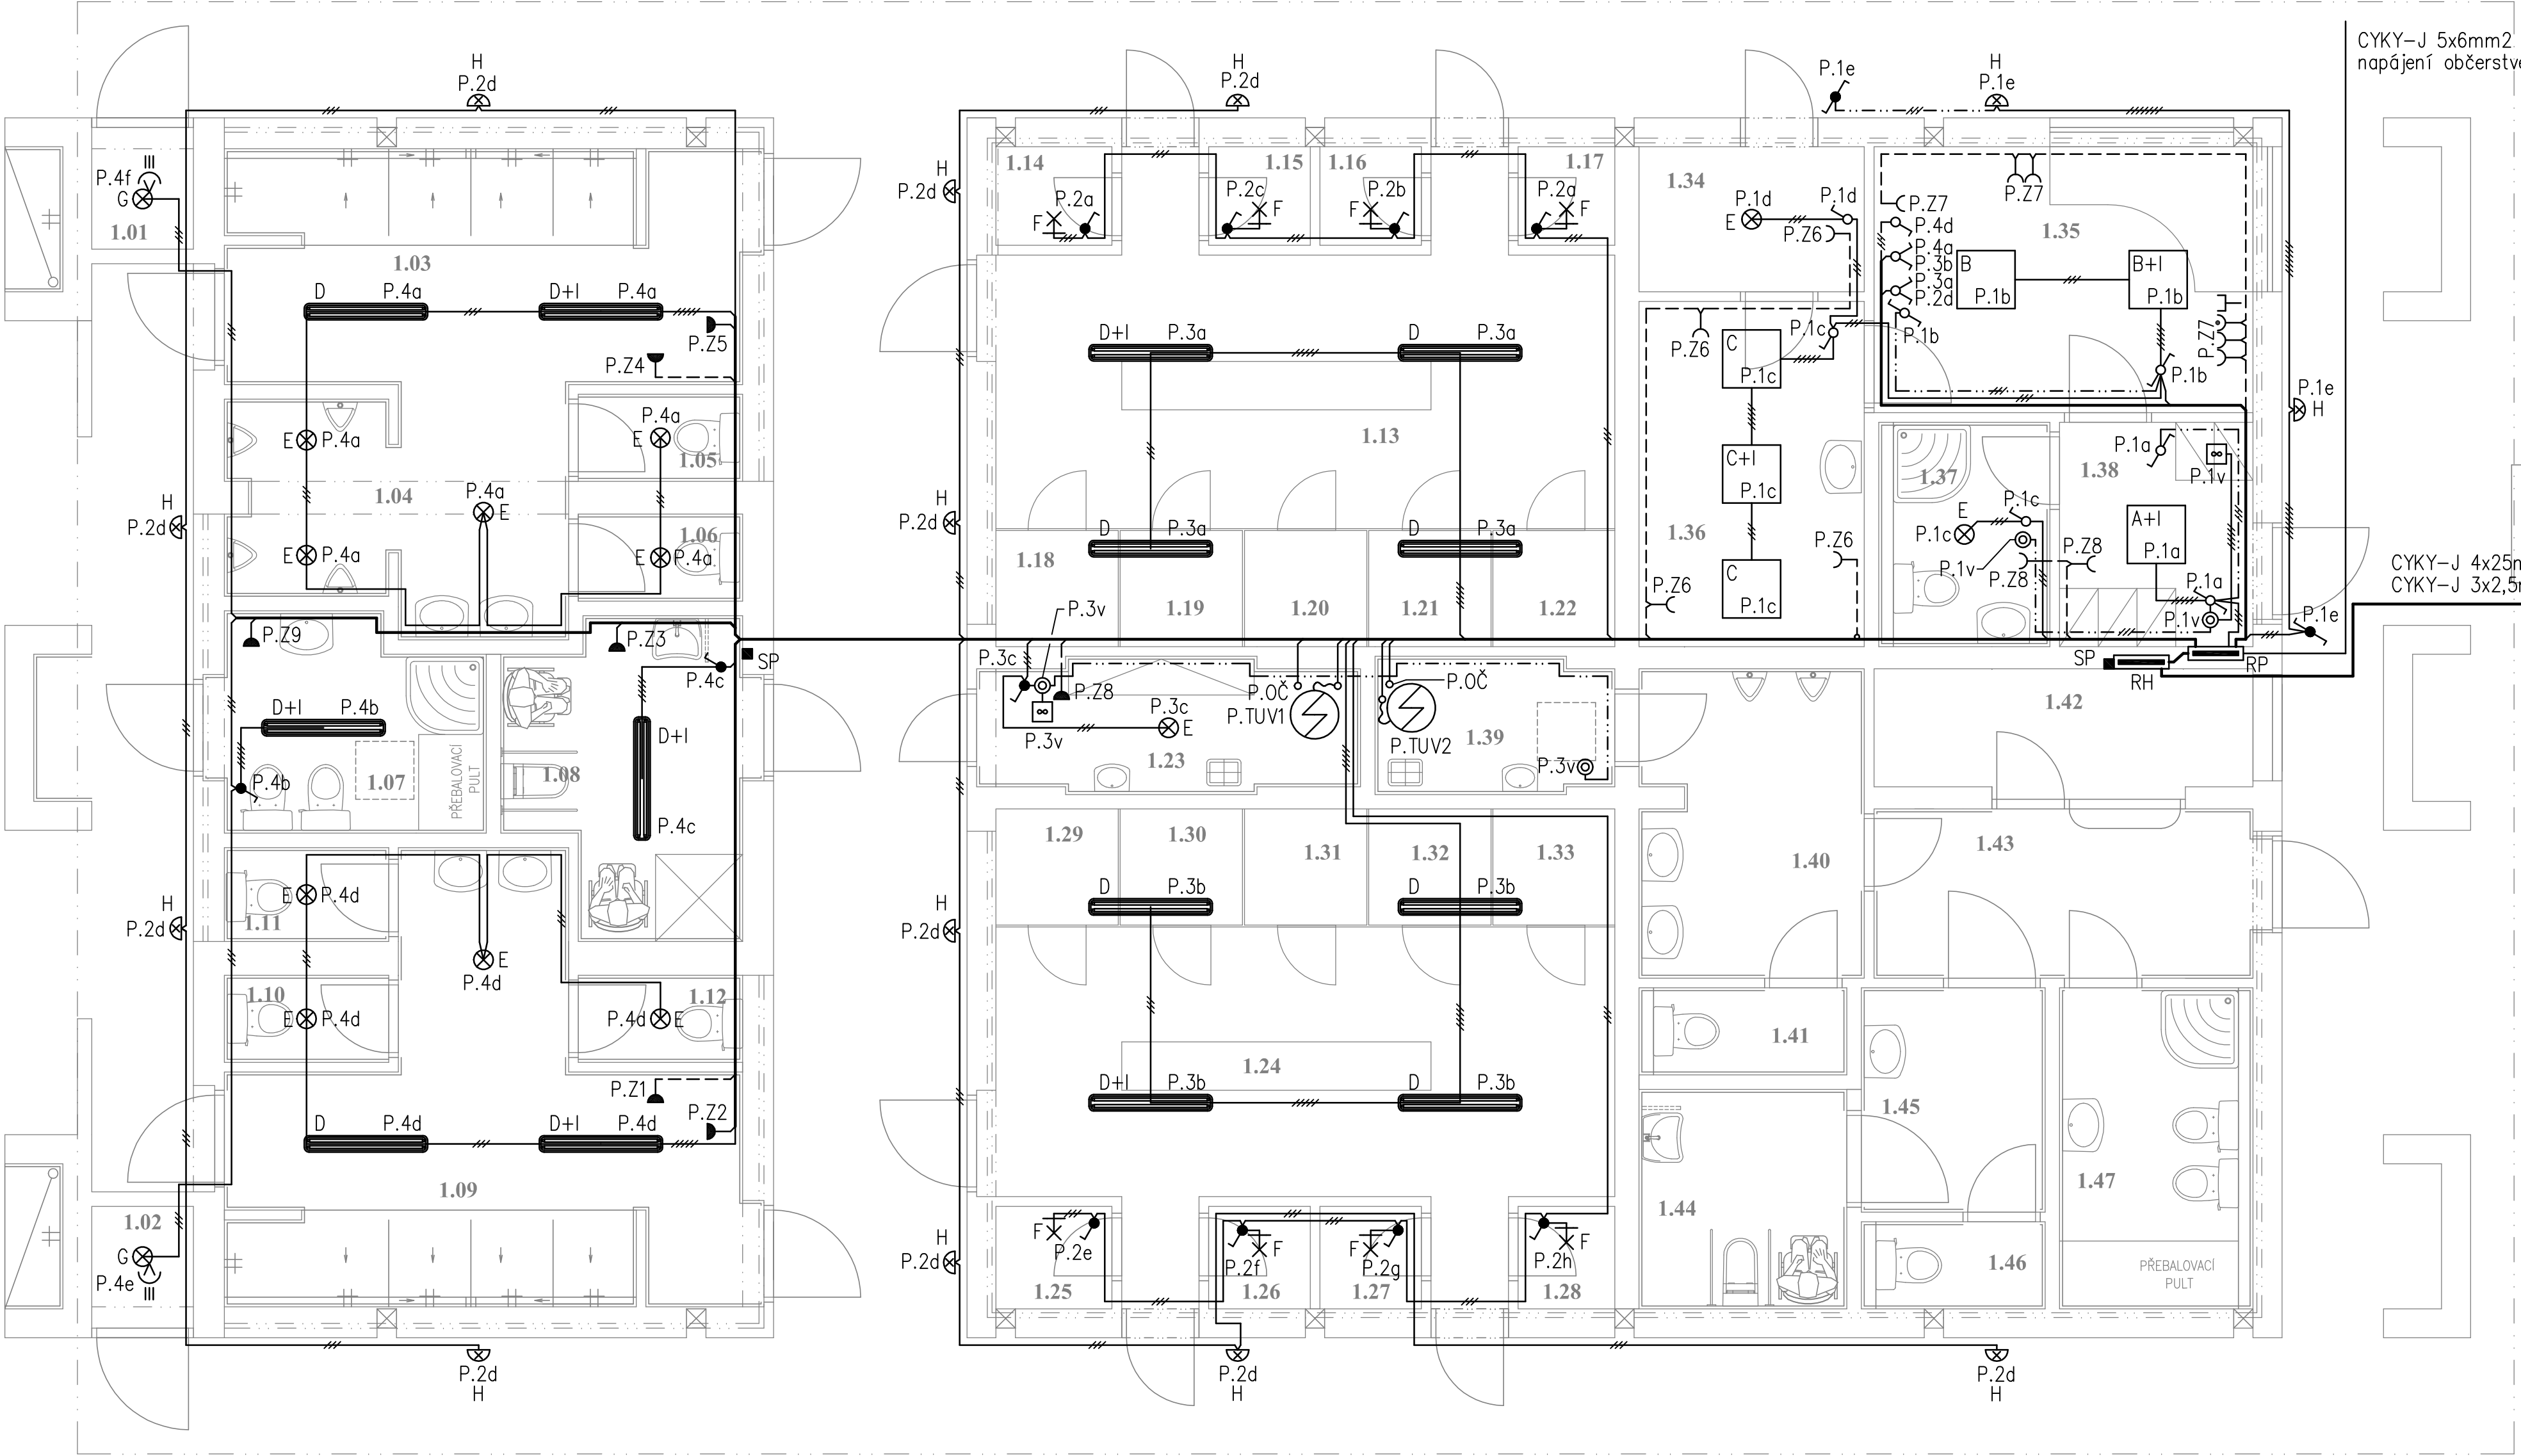 CYKY-J 5x6mm2
napájení občerstve
H
P.2d
H
P.2d
P.1e
H
P.1e
P.4f
G
1.01
1.03
D
P.4a
D+I
P.4a
P.Z5
P.Z4
E
P.4a
P.4a
E
1.05
1.04
P.4a
E
E
P.4a
1.06
E
P.4a
H
P.2d
P.Z9
P.Z3
SP
P.4c
D+I
P.4b
P.4b
1.07
PŘEBALOVACÍ
PULT
1.08
D+I
P.4c
H
P.2d
E
P.4d
1.11
E
P.4d
1.10
E
P.4d
1.12
P.4d
E
P.Z1
P.Z2
D
P.4d
D+I
P.4d
1.09
1.02
G
P.4e
P.2d
H
H
P.2d
1.14
1.15
1.16
1.17
P.2a
F
P.2c
F
P.2b
F
P.2a
F
D+I
P.3a
D
P.3a
1.13
H
P.2d
D
P.3a
D
P.3a
1.18
1.19
1.20
1.21
1.22
P.3v
P.3c
P.Z8
P.3v
P.3c
E
1.23
P.OČ
P.TUV1
P.OČ
P.TUV2
1.39
P.3v
1.29
1.30
1.31
1.32
1.33
D
P.3b
D
P.3b
H
P.2d
1.24
D+I
P.3b
D
P.3b
H
P.2d
F
P.2e
P.2f
F
F
P.2g
P.2h
F
1.25
1.26
1.27
1.28
P.2d
H
P.2d
H
1.34
P.1d
E
P.1d
P.Z6
P.Z6
C
P.1c
P.1c
C+I
P.1c
1.36
P.Z6
P.Z6
C
P.1c
P.Z7
P.Z7
P.4d
P.4a
P.3b
P.3a
P.2d
P.1b
1.35
B
P.1b
B+I
P.1b
P.Z7
P.1b
P.1e
H
1.37
P.1c
E
P.1c
P.1v
P.Z8
P.Z8
1.38
P.1a
P.1v
A+I
P.1a
P.1a
P.1v
P.1e
CYKY-J 4x25m
CYKY-J 3x2,5m
SP
RH
RP
1.42
1.40
1.43
1.41
1.45
1.44
1.46
1.47
PŘEBALOVACÍ
PULT